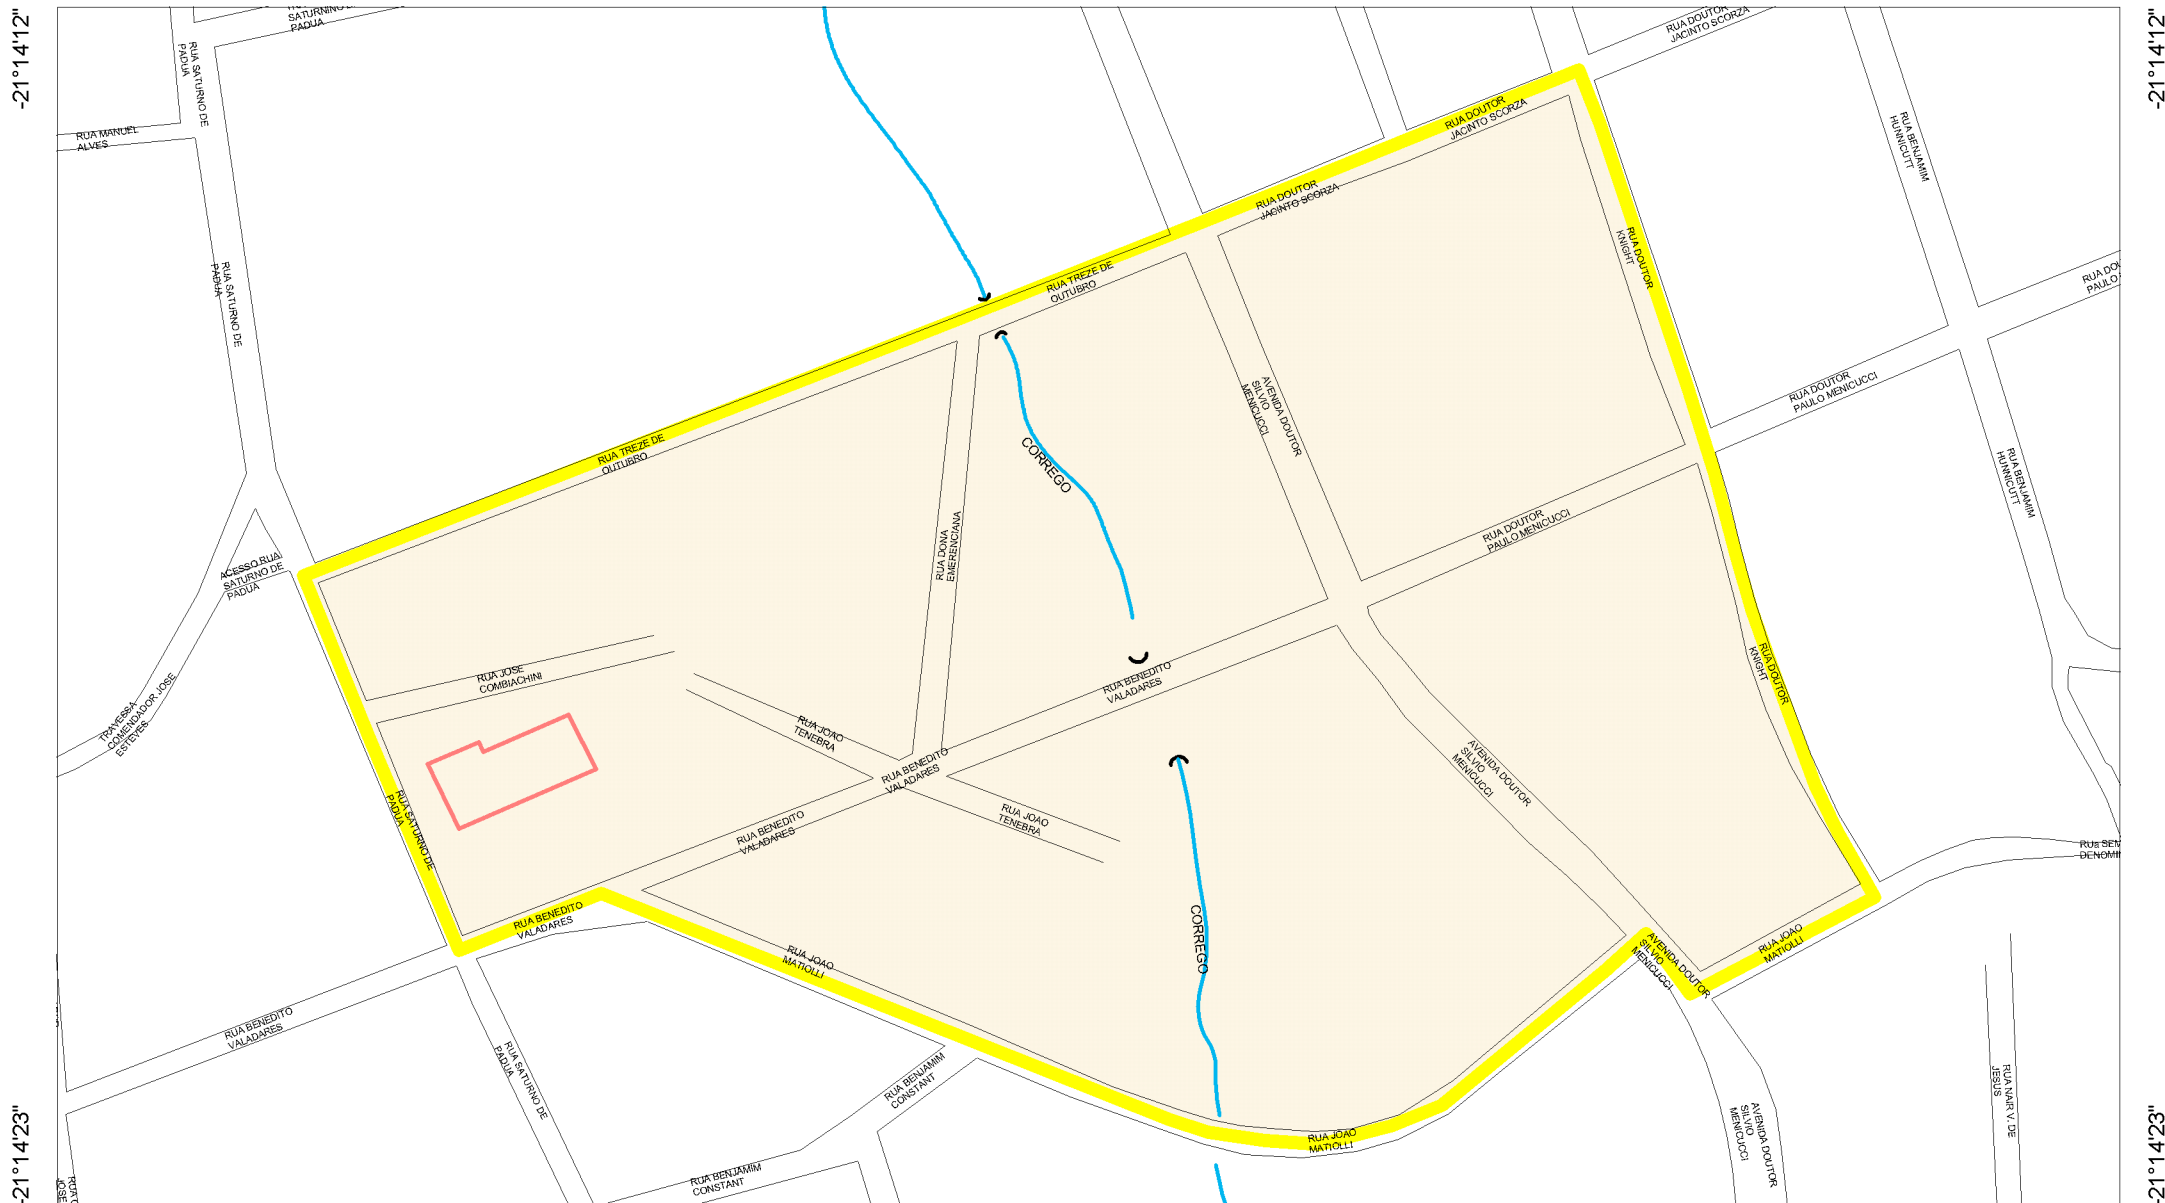 -21°14'12"
-21°14'12"
SATURNINO
PADUA
RUA DOUTOR
JACINTO SCORZA
RUA SATURNO DE
PADUA
RUA MANUEL
ALVES
RUA DOUTOR
JACINTO SCORZA
RUA BENJAMIM
HUNNICUTT
RUA DOUTOR
JACINTO SCORZA
RUA SATURNO DE
PADUA
RUA TREZE DE
OUTUBRO
RUA DOUTOR
KNIGHT
RUA DOU
PAULO
RUA DOUTOR
PAULO MENICUCCI
AVENIDA DOUTOR
SILVIO
MENICUCCI
RUA TREZE DE
OUTUBRO
CORREGO
RUA BENJAMIM
HUNNICUTT
RUA DOUTOR
PAULO MENICUCCI
RUA DONA
EMERENCIANA
ACESSO RUA
SATURNO DE
PADUA
RUA JOSE
COMBIACHINI
RUA BENEDITO
VALADARES
RUA DOUTOR
KNIGHT
TRAVESSA
COMENDADOR JOSE
ESTEVES
RUA JOAO
TENEBRA
RUA BENEDITO
VALADARES
AVENIDA DOUTOR
SILVIO
MENICUCCI
RUA SATURNO DE
PADUA
RUA BENEDITO
VALADARES
RUA JOAO
TENEBRA
RUa SEM
DENOMI
RUA BENEDITO
VALADARES
RUA JOAO
MATIOLLI
CORREGO
AVENIDA DOUTOR
SILVIO
MENICUCCI
RUA JOAO
MATIOLLI
RUA BENEDITO
VALADARES
RUA SATURNO DE
PADUA
RUA BENJAMIM
CONSTANT
RUA NAIR V. DE
JESUS
AVENIDA DOUTOR
SILVIO
MENICUCCI
RUA JOAO
MATIOLLI
RUA BENJAMIM
CONSTANT
RUA
JOSE
-21°14'23"
-21°14'23"